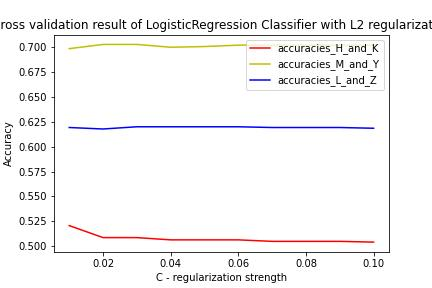 ross validation result of LogisticRegression Classifier with L2 regularizat
0.700
0.675
0.650
0.625
0.600
0.575
0.550
0.525
0.500
Accuracy
accuracies_H_and_K
accuracies_M_and_Y
accuracies_L_and_Z
0.02 0.04 0.06 0.08 0.10
C - regularization strength